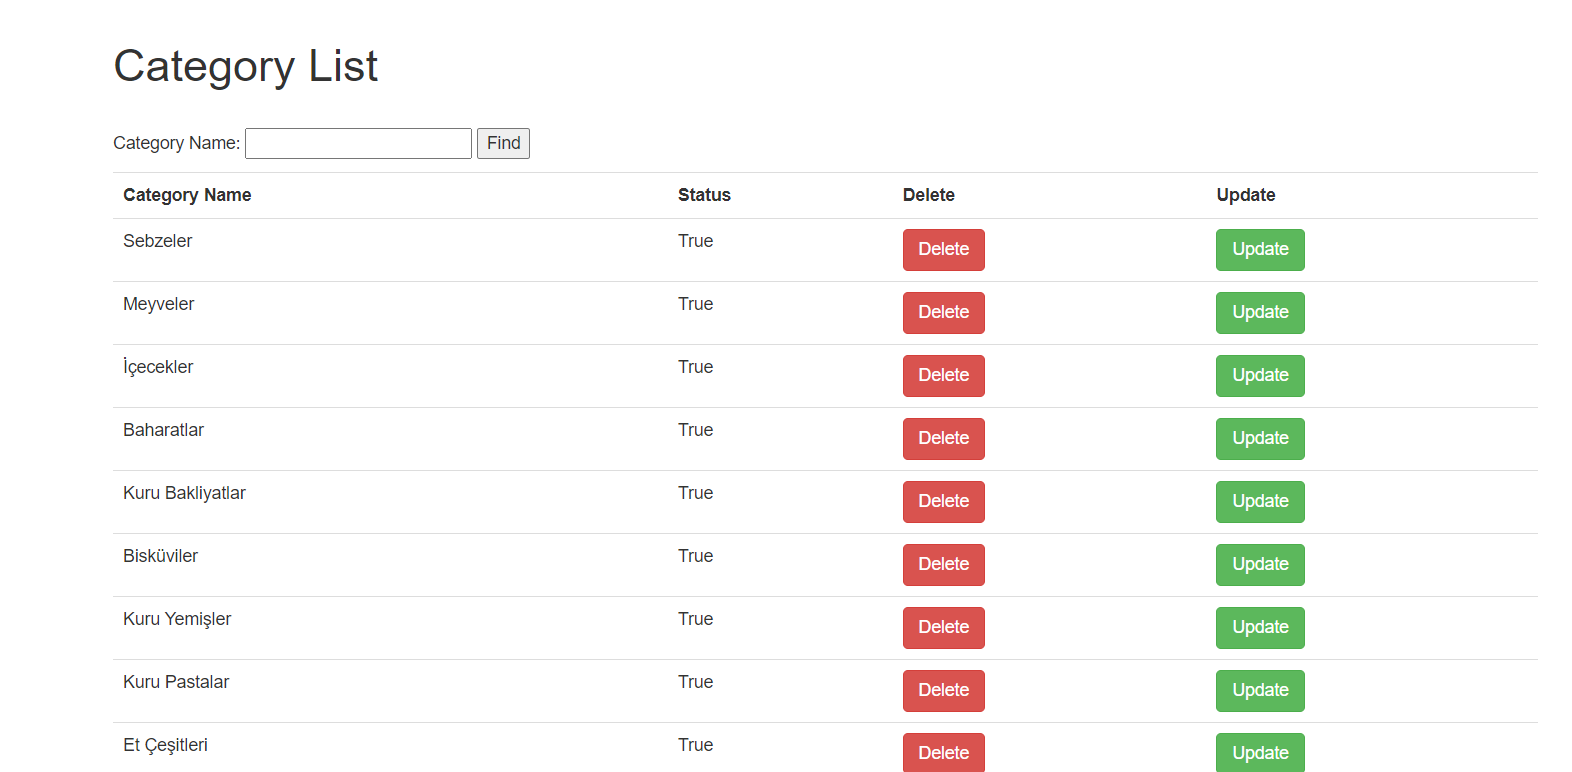 Category List
Category Name: Find
Category Name Status Delete Update
Sebzeler True Delete Update
Meyveler True Delete Update
İçecekler True Delete Update
Baharatlar True Delete Update
Kuru Bakliyatlar True Delete Update
Bisküviler True Delete Update
Kuru Yemişler True Delete Update
Kuru Pastalar True Delete Update
Et Çeşitleri True Delete Update